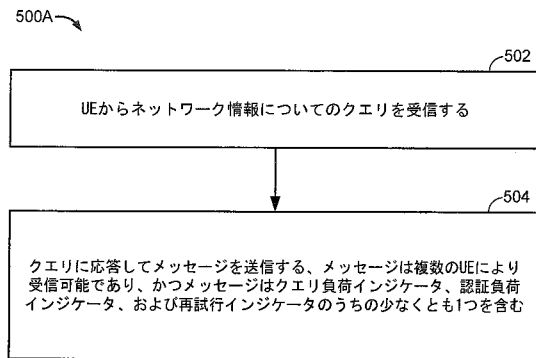 500A
502
UEからネットワーク情報についてのクエリを受信する
504
クエリに応答してメッセージを送信する、メッセージは複数のUEにより
受信可能であり、かつメッセージはクエリ負荷インジケータ、認証負荷
インジケータ、および再試行インジケータのうちの少なくとも1つを含む